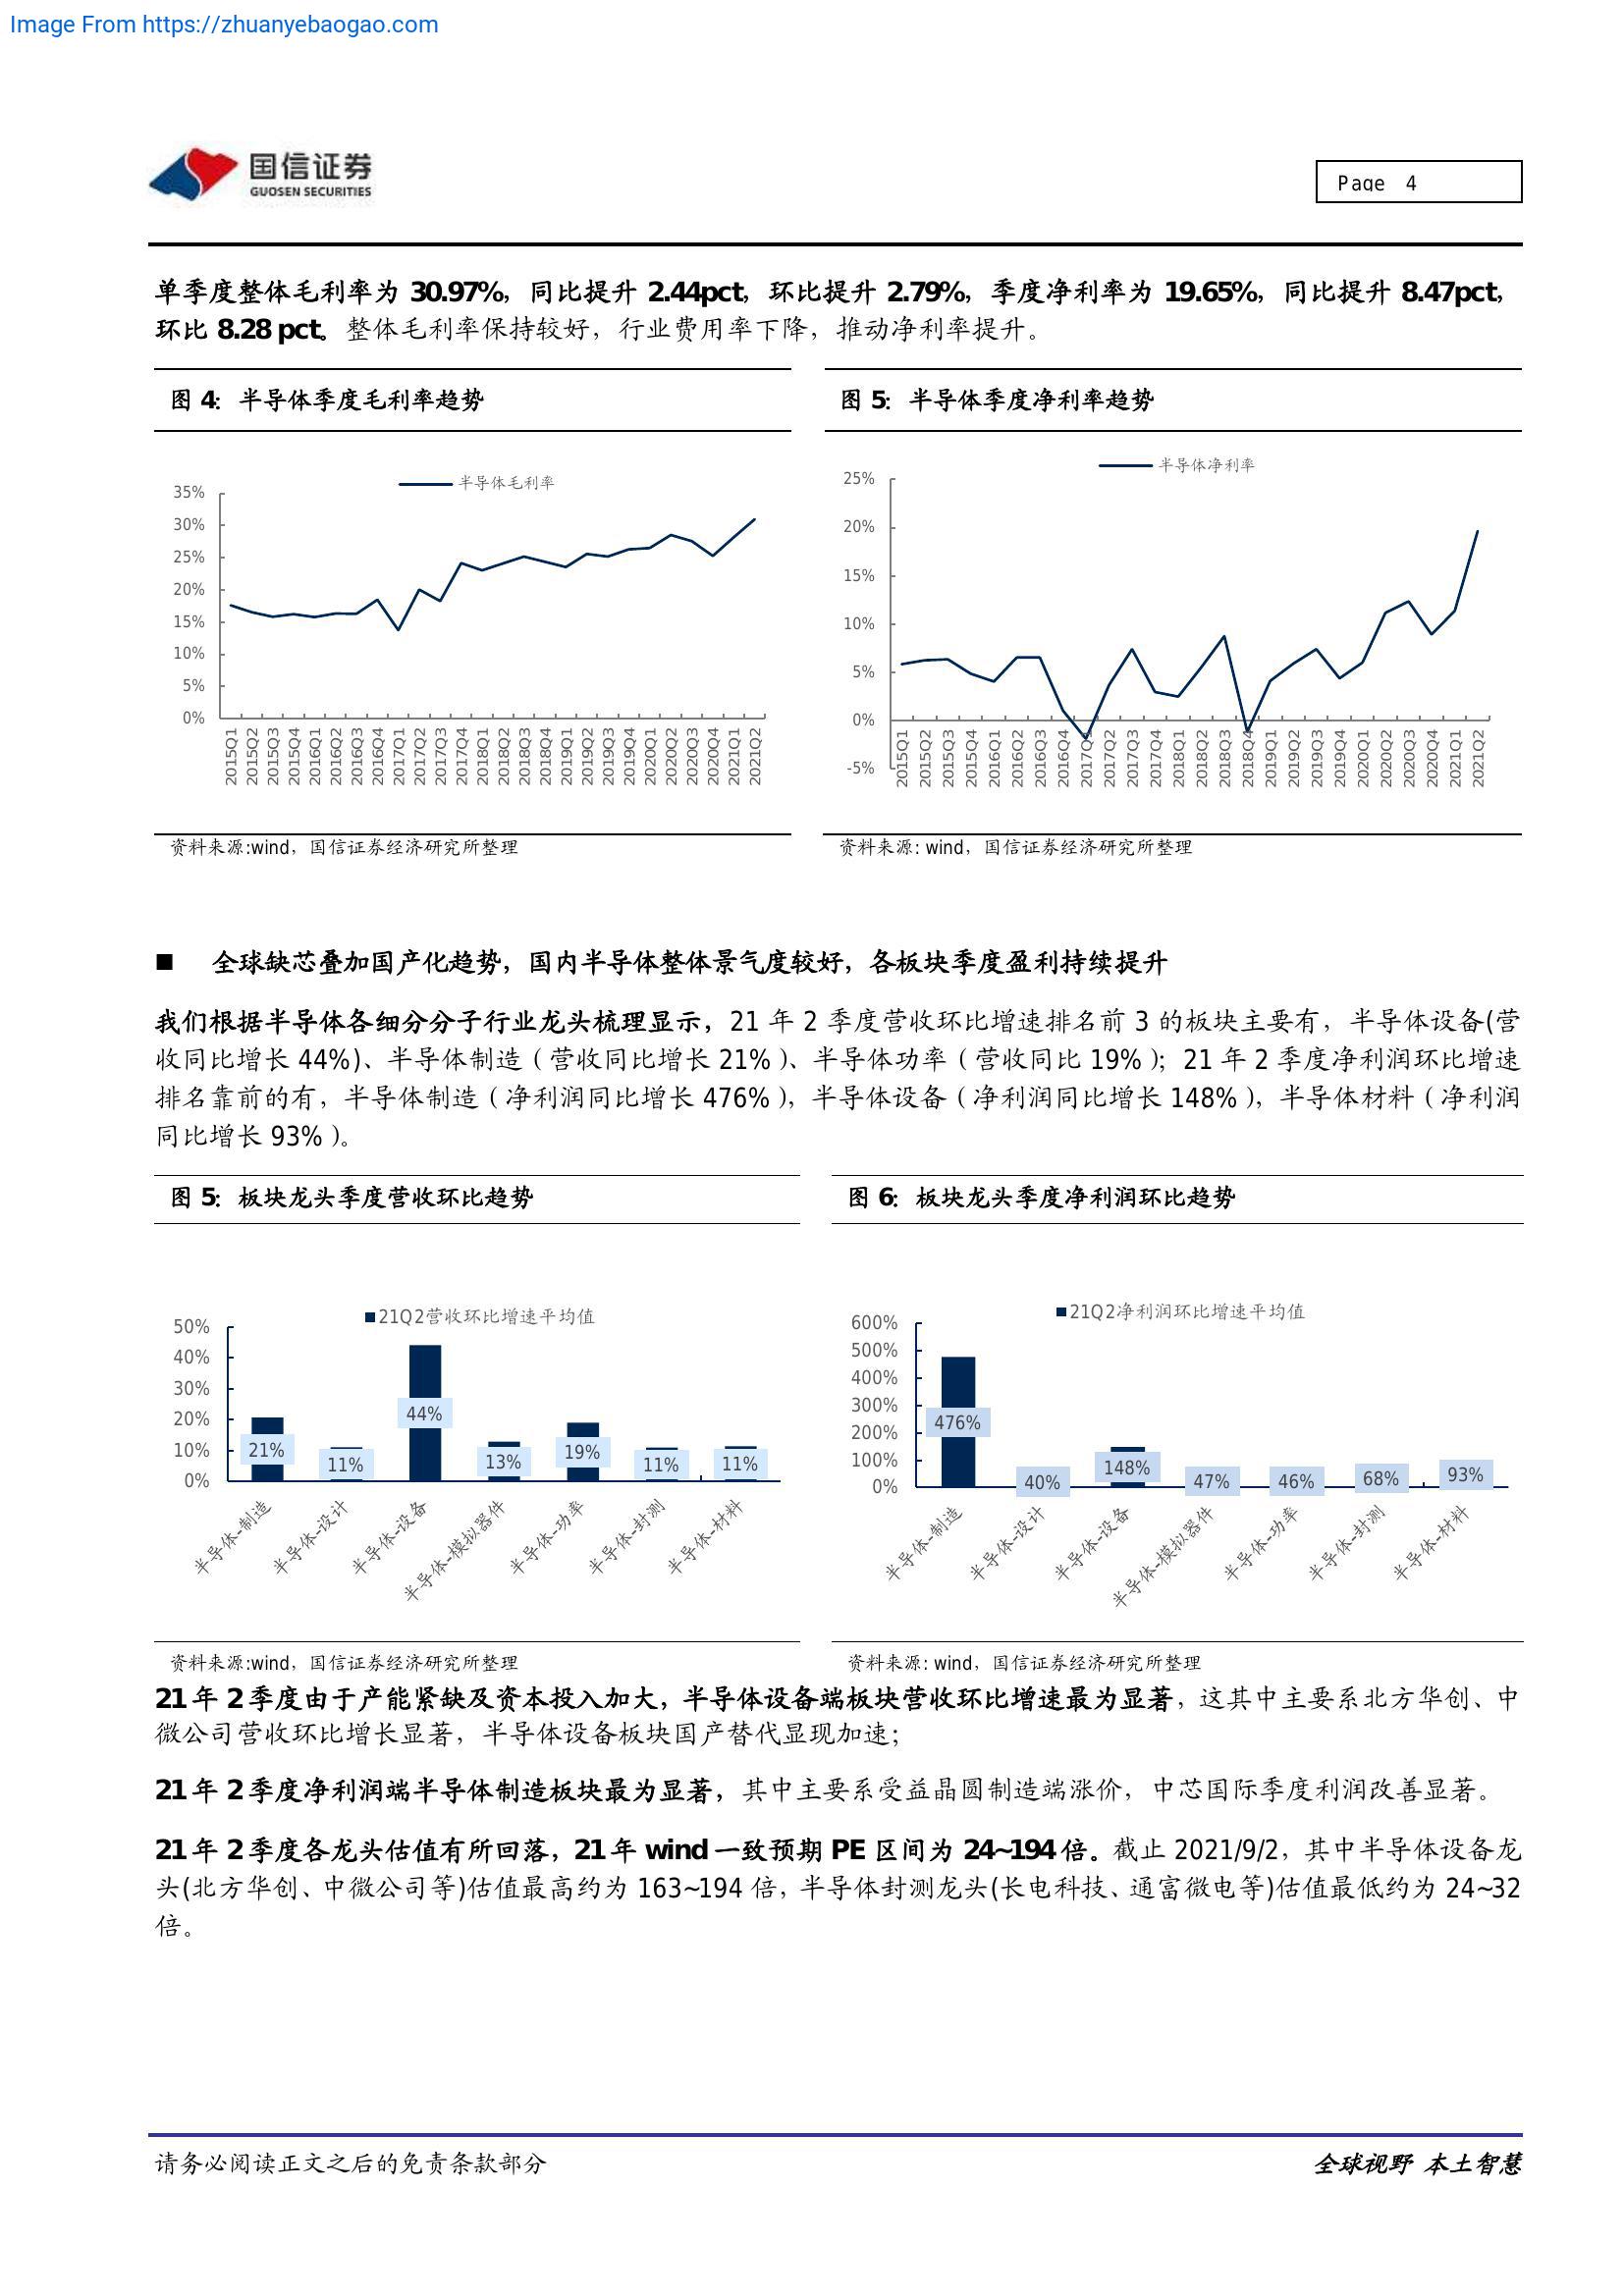 Image From https://zhuanyebaogao.com
国信证券
GUOSEN SECURITIES
Page 4
单季度整体毛利率为 30.97%，同比提升 2.44pct，环比提升 2.79%，季度净利率为 19.65%，同比提升 8.47pct，
环比 8.28 pct。整体毛利率保持较好，行业费用率下降，推动净利率提升。
图 4：半导体季度毛利率趋势
半导体毛利率
35%
30%
25%
20%
15%
10%
5%
0%
2015Q1 2015Q2 2015Q3 2015Q4 2016Q1 2016Q2 2016Q3 2016Q4 2017Q1 2017Q2 2017Q3 2017Q4 2018Q1 2018Q2 2018Q3 2018Q4 2019Q1 2019Q2 2019Q3 2019Q4 2020Q1 2020Q2 2020Q3 2020Q4 2021Q1 2021Q2
资料来源:wind，国信证券经济研究所整理
图 5：半导体季度净利率趋势
半导体净利率
25%
20%
15%
10%
5%
0%
-5%
2015Q1 2015Q2 2015Q3 2015Q4 2016Q1 2016Q2 2016Q3 2016Q4 2017Q1 2017Q2 2017Q3 2017Q4 2018Q1 2018Q2 2018Q3 2018Q4 2019Q1 2019Q2 2019Q3 2019Q4 2020Q1 2020Q2 2020Q3 2020Q4 2021Q1 2021Q2
资料来源: wind，国信证券经济研究所整理
■ 全球缺芯叠加国产化趋势，国内半导体整体景气度较好，各板块季度盈利持续提升
我们根据半导体各细分分子行业龙头梳理显示，21 年 2 季度营收环比增速排名前 3 的板块主要有，半导体设备(营
收同比增长 44%)、半导体制造（营收同比增长 21%）、半导体功率（营收同比 19%）；21 年 2 季度净利润环比增速
排名靠前的有，半导体制造（净利润同比增长 476%），半导体设备（净利润同比增长 148%），半导体材料（净利润
同比增长 93%）。
图 5：板块龙头季度营收环比趋势
21Q2营收环比增速平均值
50%
40%
30%
20%
10%
0%
21% 11% 44% 13% 19% 11% 11%
半导体-制造 半导体-设计 半导体-设备 半导体-模拟器件 半导体-功率 半导体-封测 半导体-材料
资料来源:wind，国信证券经济研究所整理
图 6：板块龙头季度净利润环比趋势
21Q2净利润环比增速平均值
600%
500%
400%
300%
200%
100%
0%
476% 40% 148% 47% 46% 68% 93%
半导体-制造 半导体-设计 半导体-设备 半导体-模拟器件 半导体-功率 半导体-封测 半导体-材料
资料来源: wind，国信证券经济研究所整理
21 年 2 季度由于产能紧缺及资本投入加大，半导体设备端板块营收环比增速最为显著，这其中主要系北方华创、中
微公司营收环比增长显著，半导体设备板块国产替代显现加速；
21 年 2 季度净利润端半导体制造板块最为显著，其中主要系受益晶圆制造端涨价，中芯国际季度利润改善显著。
21 年 2 季度各龙头估值有所回落，21 年 wind 一致预期 PE 区间为 24~194 倍。截止 2021/9/2，其中半导体设备龙
头(北方华创、中微公司等)估值最高约为 163~194 倍，半导体封测龙头(长电科技、通富微电等)估值最低约为 24~32
倍。
请务必阅读正文之后的免责条款部分
全球视野 本土智慧